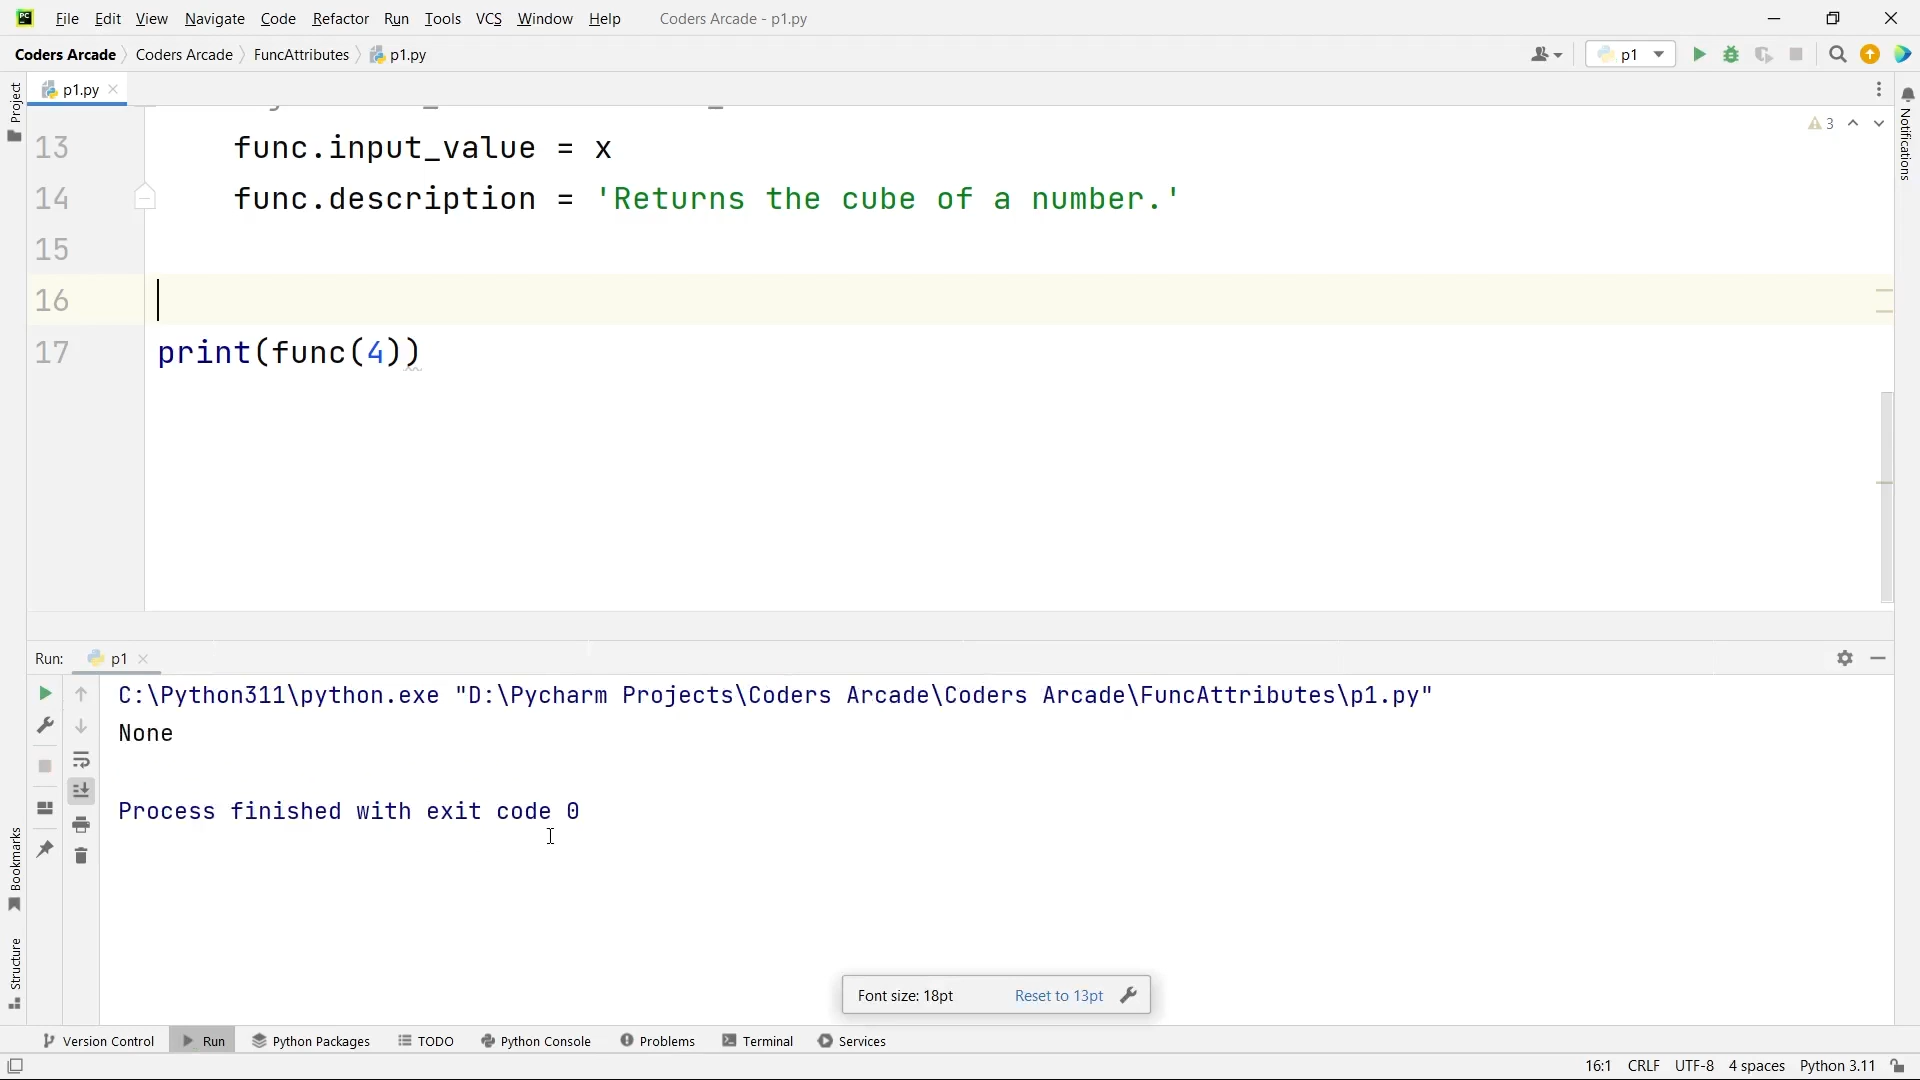 File Edit View Navigate Code Refactor Run Tools VCS Window Help Coders Arcade - p1.py
Coders Arcade Coders Arcade FuncAttributes p1.py p1
Project
p1.py
Notifications
3
13 func.input_value = x
14 func.description = 'Returns the cube of a number.'
15
16
17 print(func(4))
Run: p1
C:\Python311\python.exe "D:\Pycharm Projects\Coders Arcade\Coders Arcade\FuncAttributes\p1.py"
None
Process finished with exit code 0
Bookmarks
Structure
Font size: 18pt Reset to 13pt
Version Control Run Python Packages TODO Python Console Problems Terminal Services
16:1 CRLF UTF-8 4 spaces Python 3.11